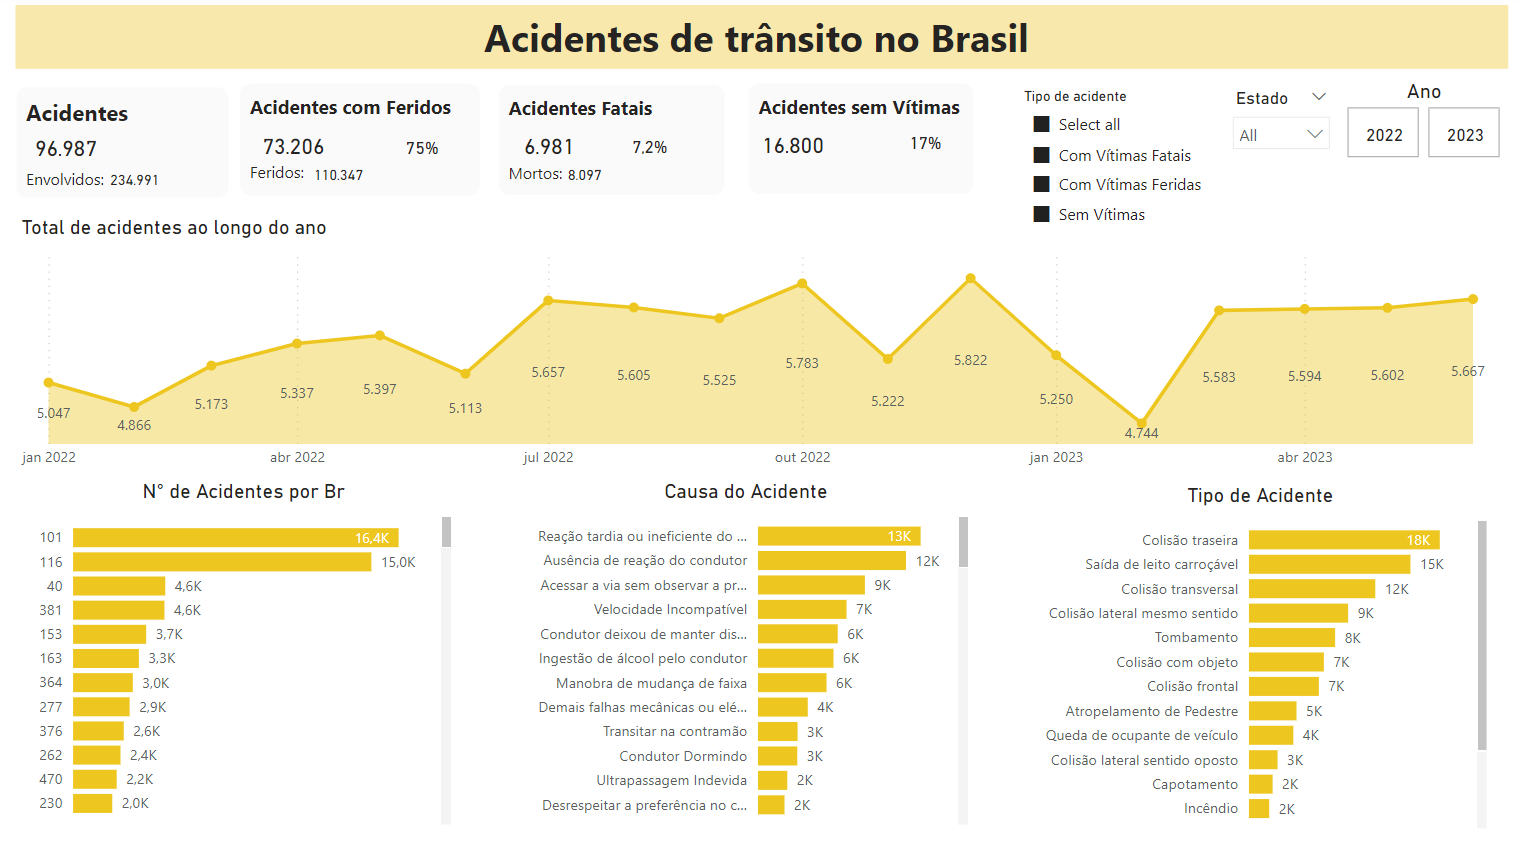 Acidentes de trânsito no Brasil
Acidentes
96.987
Envolvidos: 234.991
Acidentes com Feridos
73.206 75%
Feridos: 110.347
Acidentes Fatais
6.981 7,2%
Mortos: 8.097
Acidentes sem Vítimas
16.800 17%
Tipo de acidente
Select all
Com Vítimas Fatais
Com Vítimas Feridas
Sem Vítimas
Estado
All
Ano
2022 2023
Total de acidentes ao longo do ano
5.047
4.866
5.173
5.337
5.397
5.113
5.657
5.605
5.525
5.783
5.222
5.822
5.250
4.744
5.583
5.594
5.602
5.667
jan 2022 abr 2022 jul 2022 out 2022 jan 2023 abr 2023
N° de Acidentes por Br
101 16,4K
116 15,0K
40 4,6K
381 4,6K
153 3,7K
163 3,3K
364 3,0K
277 2,9K
376 2,6K
262 2,4K
470 2,2K
230 2,0K
Causa do Acidente
Reação tardia ou ineficiente do ... 13K
Ausência de reação do condutor 12K
Acessar a via sem observar a pr... 9K
Velocidade Incompatível 7K
Condutor deixou de manter dis... 6K
Ingestão de álcool pelo condutor 6K
Manobra de mudança de faixa 6K
Demais falhas mecânicas ou elé... 4K
Transitar na contramão 3K
Condutor Dormindo 3K
Ultrapassagem Indevida 2K
Desrespeitar a preferência no c... 2K
Tipo de Acidente
Colisão traseira 18K
Saída de leito carroçável 15K
Colisão transversal 12K
Colisão lateral mesmo sentido 9K
Tombamento 8K
Colisão com objeto 7K
Colisão frontal 7K
Atropelamento de Pedestre 5K
Queda de ocupante de veículo 4K
Colisão lateral sentido oposto 3K
Capotamento 2K
Incêndio 2K